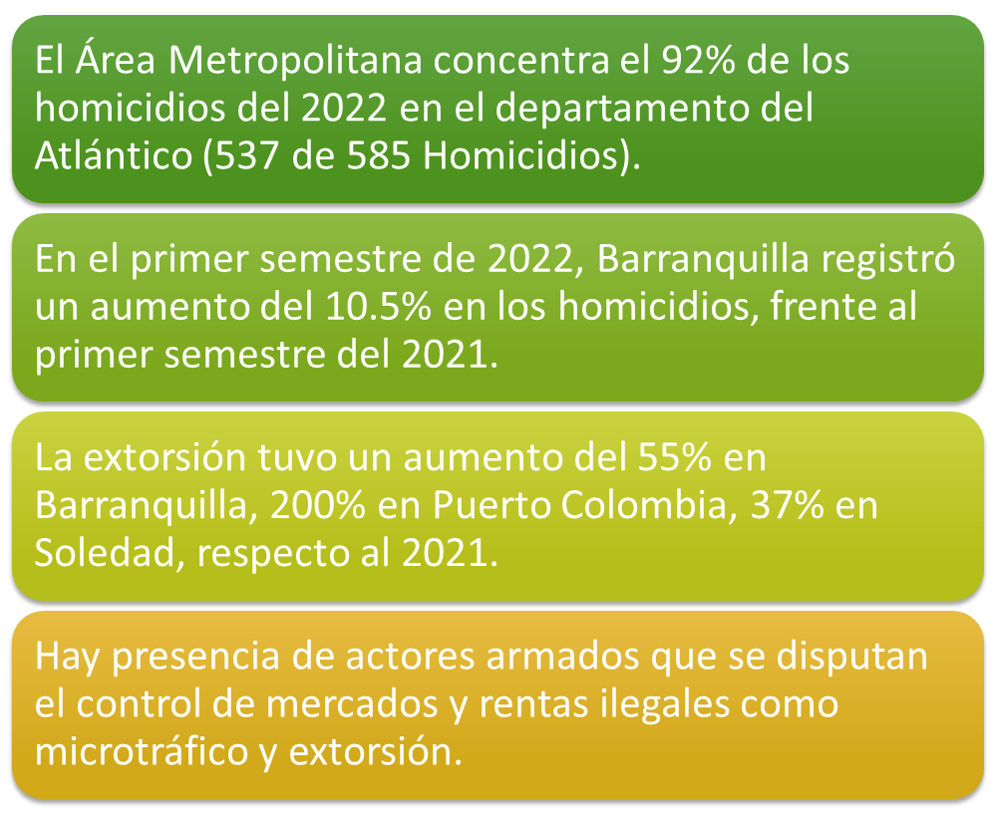 El Área Metropolitana concentra el 92% de los
homicidios del 2022 en el departamento del
Atlántico (537 de 585 Homicidios).
En el primer semestre de 2022, Barranquilla registró
un aumento del 10.5% en los homicidios, frente al
primer semestre del 2021.
La extorsión tuvo un aumento del 55% en
Barranquilla, 200% en Puerto Colombia, 37% en
Soledad, respecto al 2021.
Hay presencia de actores armados que se disputan
el control de mercados y rentas ilegales como
microtráfico y extorsión.